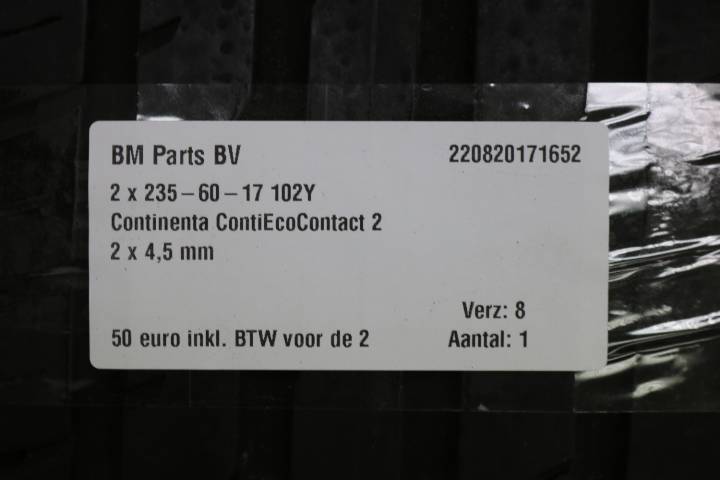 BM Parts BV 220820171652
2 x 235-60-17 102Y
Continenta ContiEcoContact 2
2 x 4,5 mm
Verz: 8
50 euro inkl. BTW voor de 2 Aantal: 1